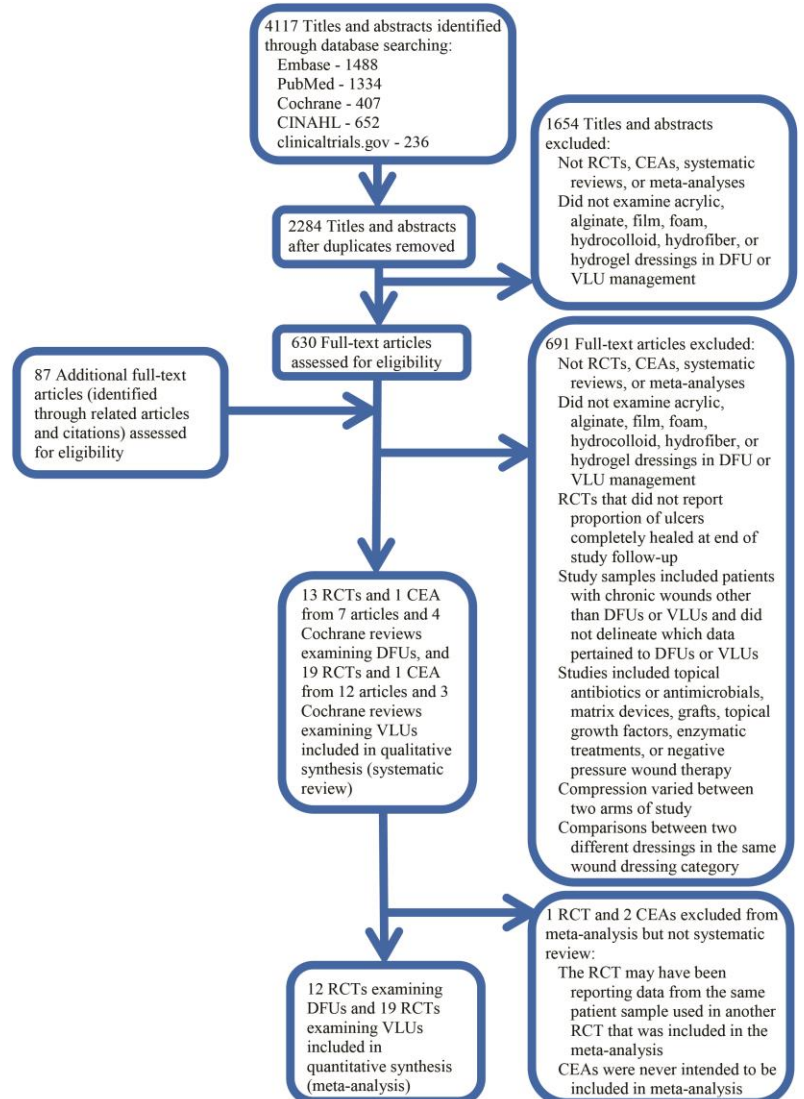 4117 Titles and abstracts identified
through database searching:
Embase - 1488
PubMed - 1334
Cochrane - 407
CINAHL - 652
clinicaltrials.gov - 236
1654 Titles and abstracts
excluded:
Not RCTs, CEAs, systematic
reviews, or meta-analyses
Did not examine acrylic,
alginate, film, foam,
hydrocolloid, hydrofiber, or
hydrogel dressings in DFU or
VLU management
2284 Titles and abstracts
after duplicates removed
630 Full-text articles
assessed for eligibility
87 Additional full-text
articles (identified
through related articles
and citations) assessed
for eligibility
691 Full-text articles excluded:
Not RCTs, CEAs, systematic
reviews, or meta-analyses
Did not examine acrylic,
alginate, film, foam,
hydrocolloid, hydrofiber, or
hydrogel dressings in DFU or
VLU management
RCTs that did not report
proportion of ulcers
completely healed at end of
study follow-up
Study samples included patients
with chronic wounds other
than DFUs or VLUs and did
not delineate which data
pertained to DFUs or VLUs
Studies included topical
antibiotics or antimicrobials,
matrix devices, grafts, topical
growth factors, enzymatic
treatments, or negative
pressure wound therapy
Compression varied between
two arms of study
Comparisons between two
different dressings in the same
wound dressing category
13 RCTs and 1 CEA
from 7 articles and 4
Cochrane reviews
examining DFUs, and
19 RCTs and 1 CEA
from 12 articles and 3
Cochrane reviews
examining VLUs
included in qualitative
synthesis (systematic
review)
1 RCT and 2 CEAs excluded from
meta-analysis but not systematic
review:
The RCT may have been
reporting data from the same
patient sample used in another
RCT that was included in the
meta-analysis
CEAs were never intended to be
included in meta-analysis
12 RCTs examining
DFUs and 19 RCTs
examining VLUs
included in
quantitative synthesis
(meta-analysis)